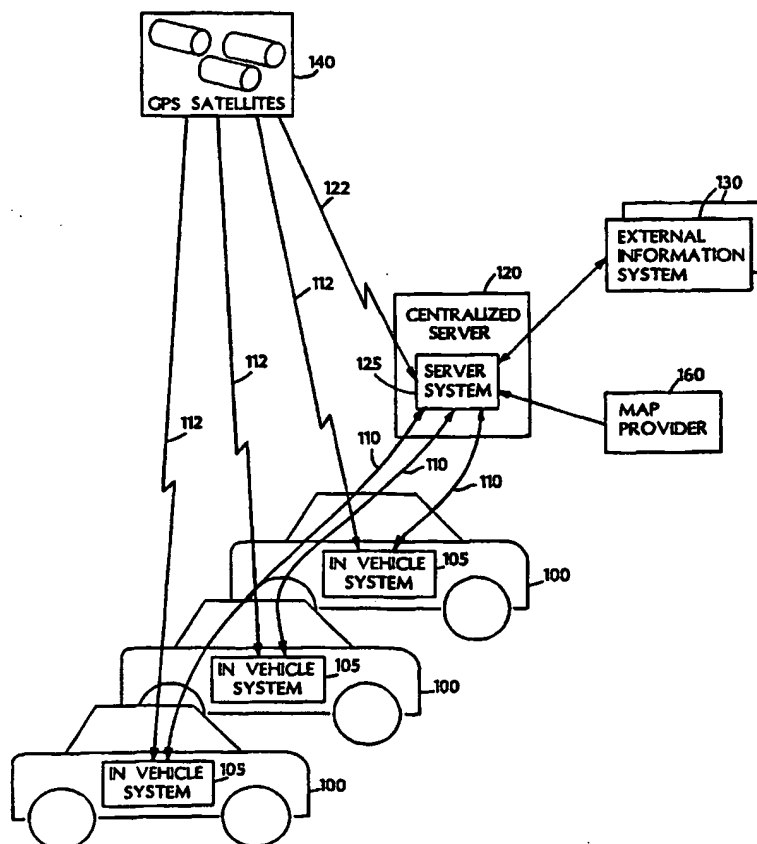 140
GPS SATELLITES
122
130
EXTERNAL
INFORMATION
SYSTEM
112
120
CENTRALIZED
SERVER
125
SERVER
SYSTEM
160
MAP
PROVIDER
112
112
110
110
110
IN VEHICLE
SYSTEM
105
100
IN VEHICLE
SYSTEM
105
100
IN VEHICLE
SYSTEM
105
100